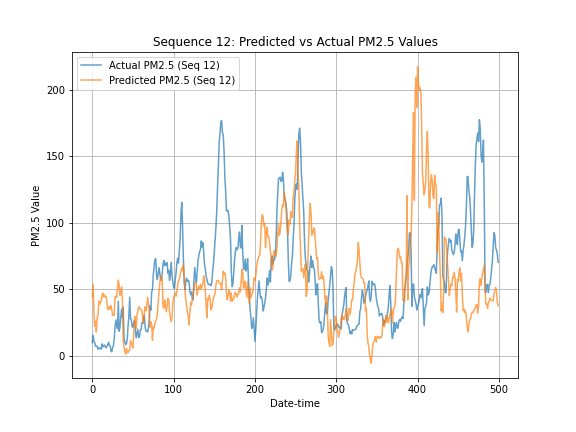 Sequence 12: Predicted vs Actual PM2.5 Values
Actual PM2.5 (Seq 12)
Predicted PM2.5 (Seq 12)
200
150
100
50
0
PM2.5 Value
0 100 200 300 400 500
Date-time